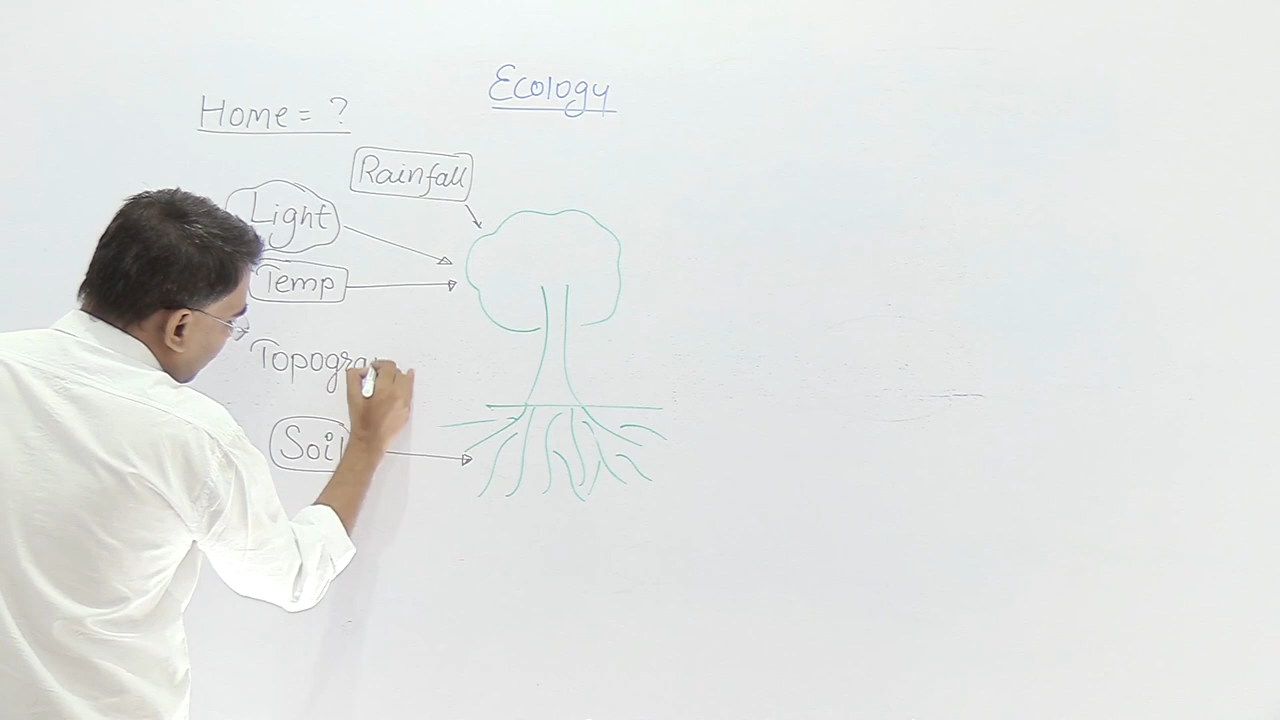 Ecology
Home = ?
Rainfall
Light
Temp
Topogra
Soil